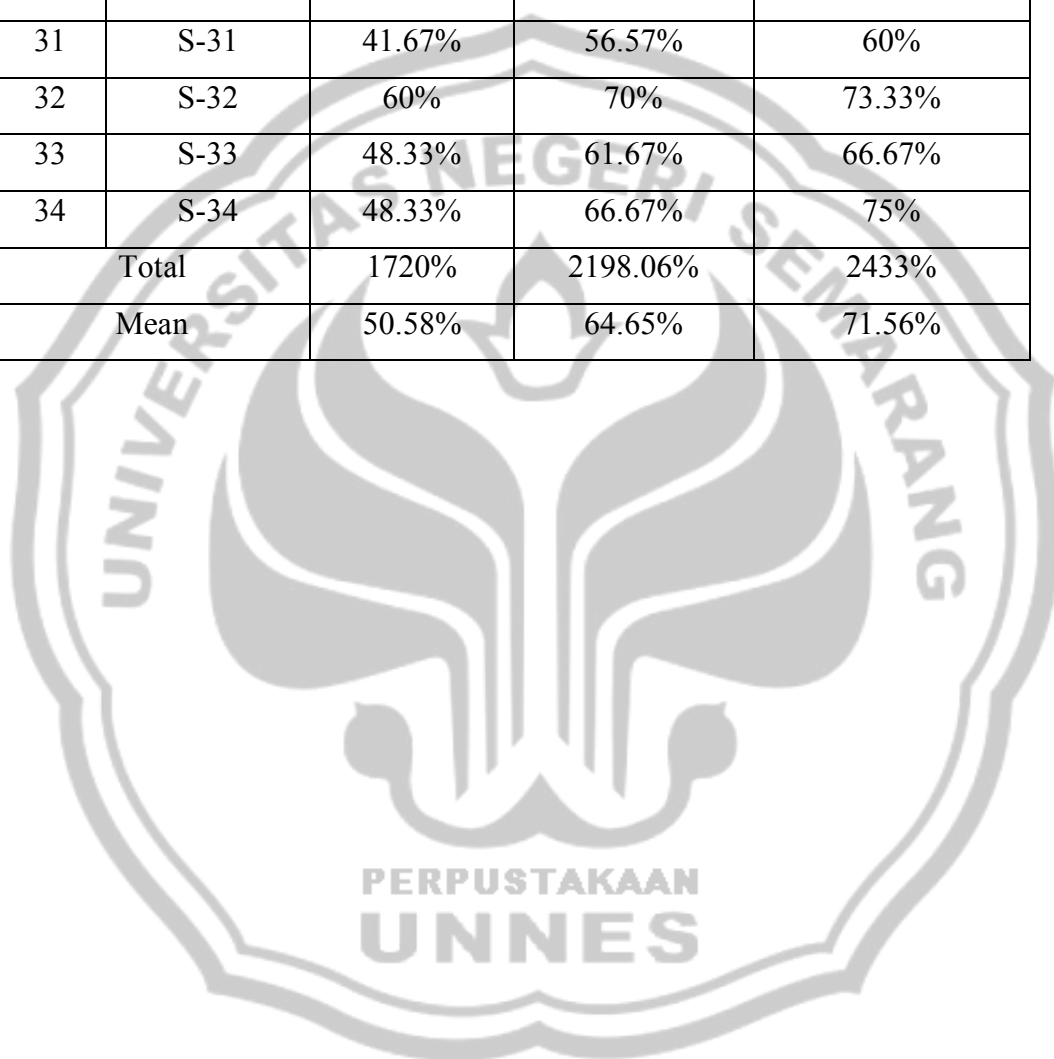 31 S-31 41.67% 56.57% 60%
32 S-32 60% 70% 73.33%
33 S-33 48.33% 61.67% 66.67%
34 S-34 48.33% 66.67% 75%
Total 1720% 2198.06% 2433%
Mean 50.58% 64.65% 71.56%
UNIVERSITAS NEGERI SEMARANG
PERPUSTAKAAN
UNNES